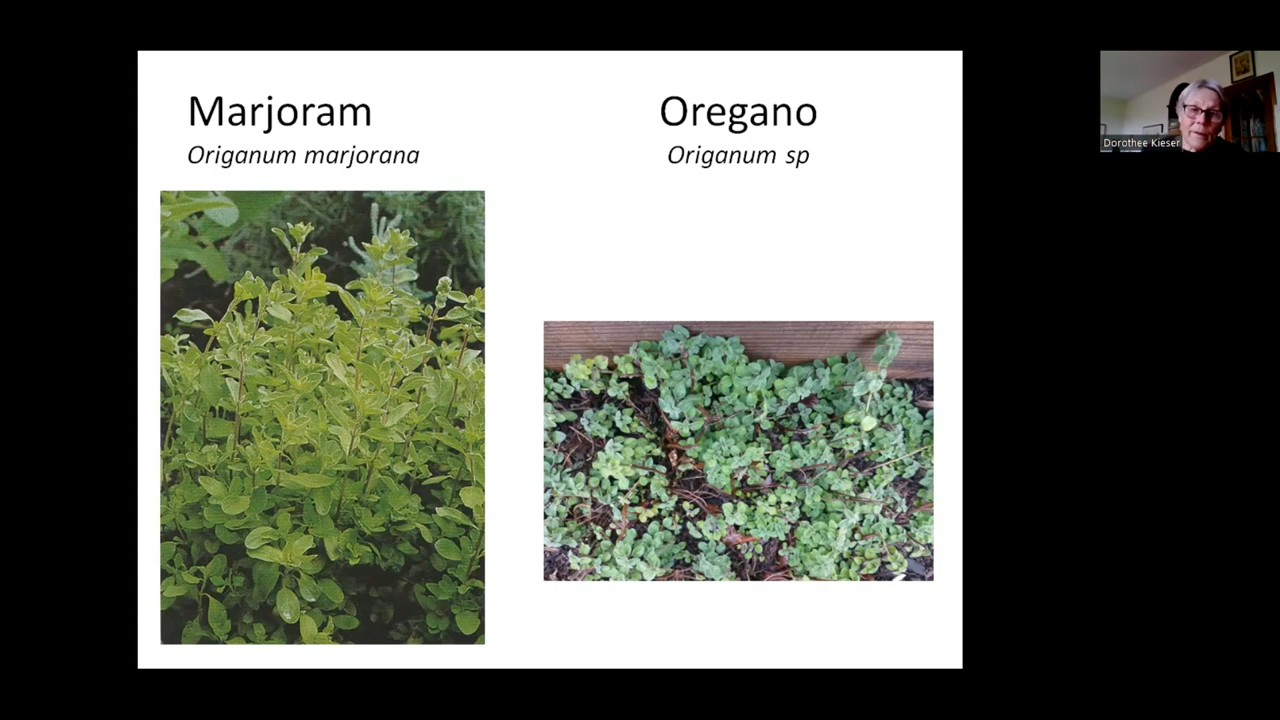 Marjoram
Origanum marjorana
Oregano
Origanum sp
Dorothee Kieser